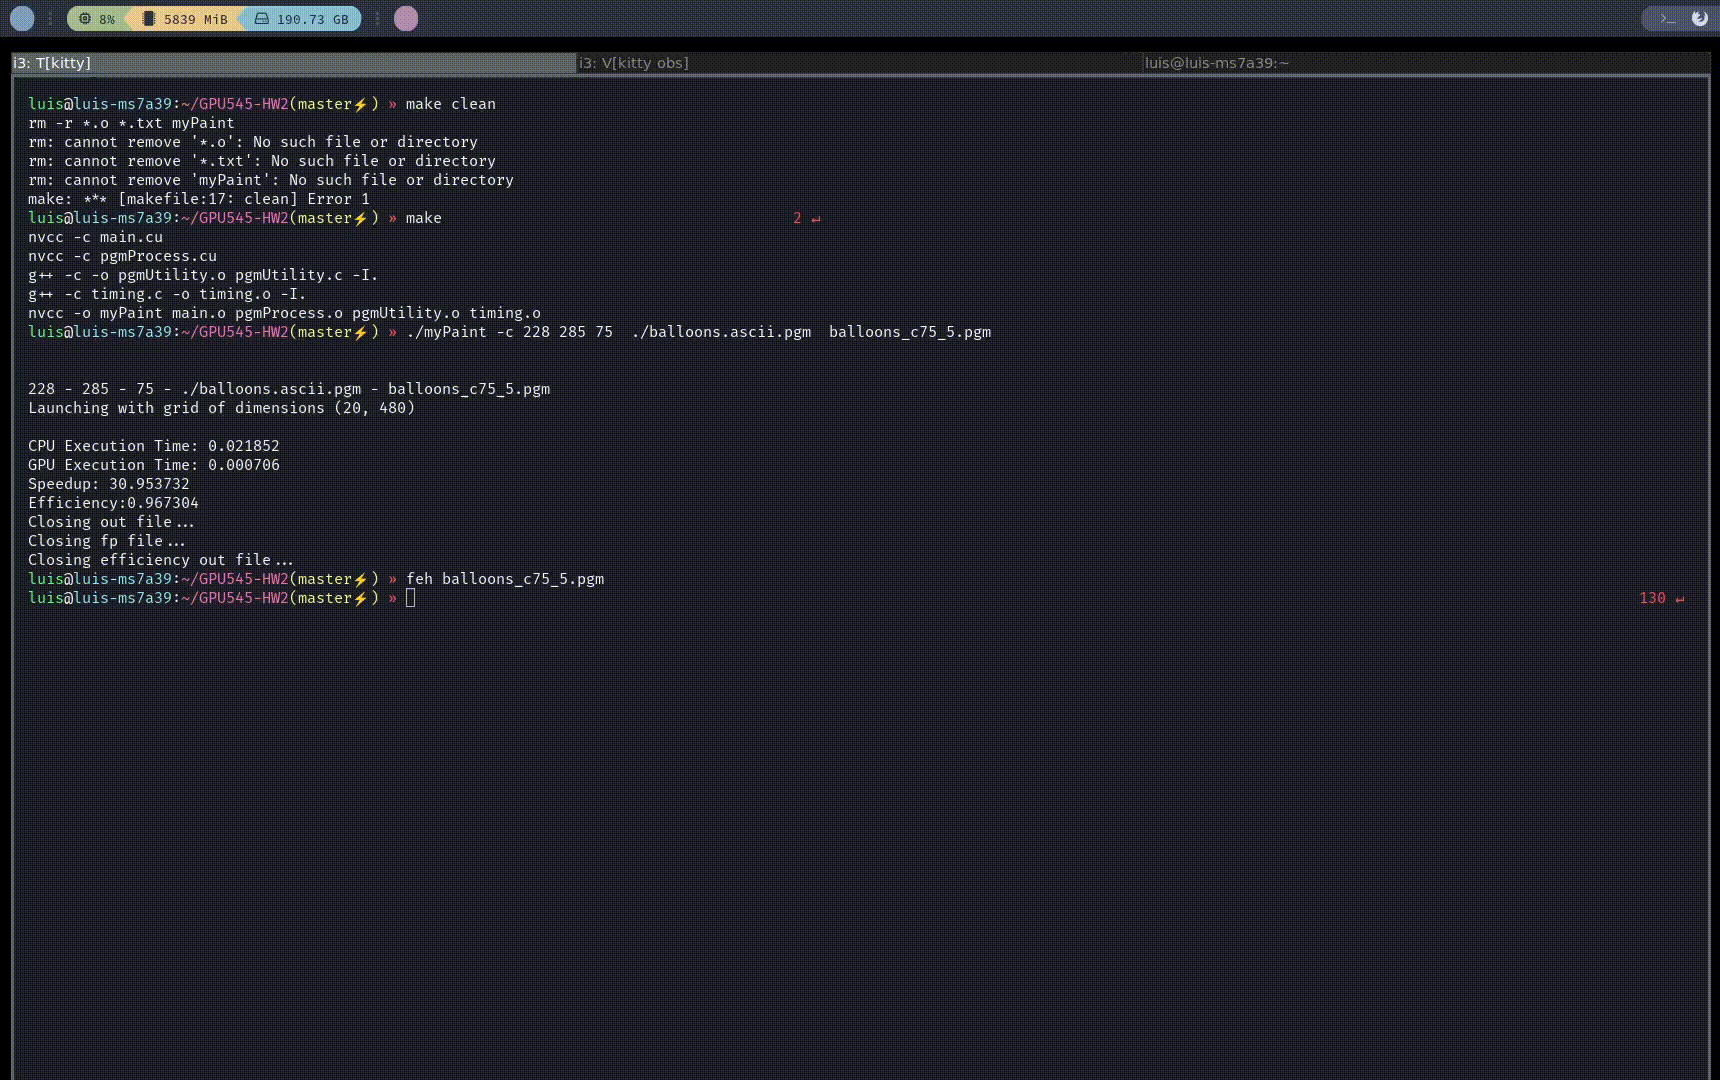 8% 5839 MiB 190.73 GB >_
i3: T[kitty] i3: V[kitty obs] luis@luis-ms7a39:~
luis@luis-ms7a39:~/GPU545-HW2(master⚡) » make clean
rm -r *.o *.txt myPaint
rm: cannot remove '*.o': No such file or directory
rm: cannot remove '*.txt': No such file or directory
rm: cannot remove 'myPaint': No such file or directory
make: *** [makefile:17: clean] Error 1
luis@luis-ms7a39:~/GPU545-HW2(master⚡) » make 2 ↵
nvcc -c main.cu
nvcc -c pgmProcess.cu
g++ -c -o pgmUtility.o pgmUtility.c -I.
g++ -c timing.c -o timing.o -I.
nvcc -o myPaint main.o pgmProcess.o pgmUtility.o timing.o
luis@luis-ms7a39:~/GPU545-HW2(master⚡) » ./myPaint -c 228 285 75  ./balloons.ascii.pgm  balloons_c75_5.pgm
228 - 285 - 75 - ./balloons.ascii.pgm - balloons_c75_5.pgm
Launching with grid of dimensions (20, 480)
CPU Execution Time: 0.021852
GPU Execution Time: 0.000706
Speedup: 30.953732
Efficiency:0.967304
Closing out file...
Closing fp file...
Closing efficiency out file...
luis@luis-ms7a39:~/GPU545-HW2(master⚡) » feh balloons_c75_5.pgm
luis@luis-ms7a39:~/GPU545-HW2(master⚡) » 130 ↵